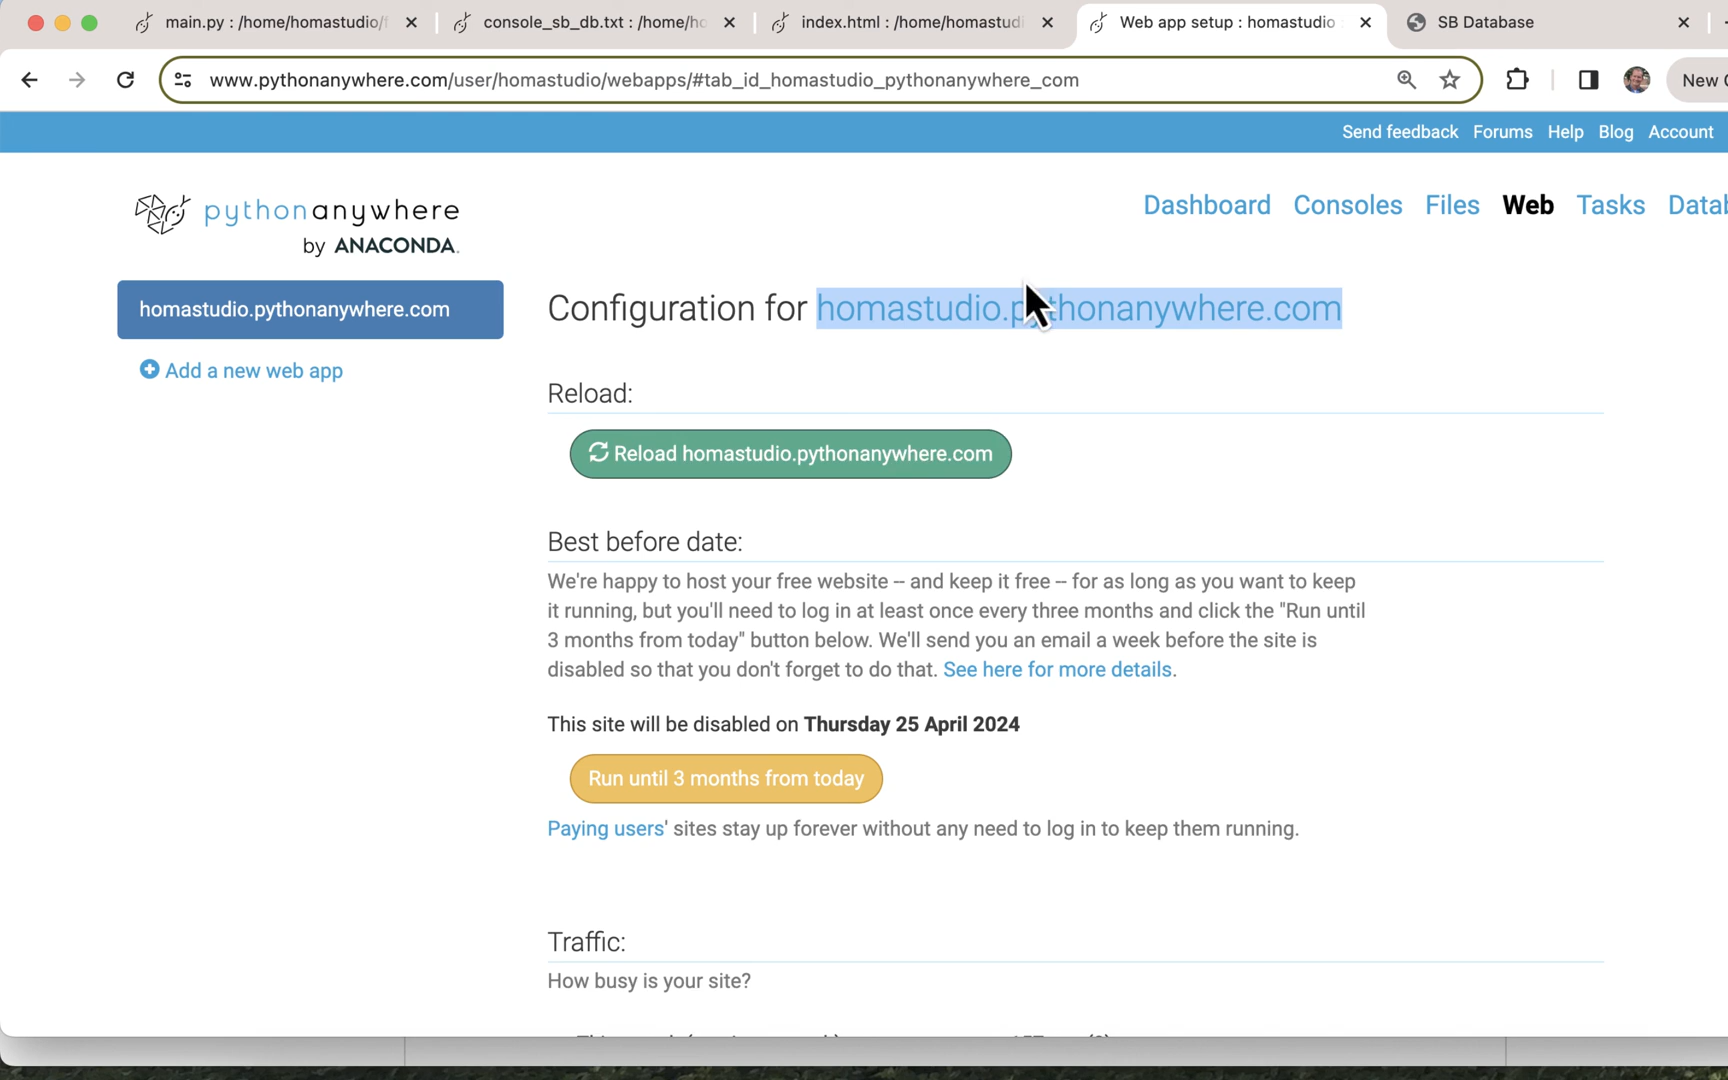 main.py : /home/homastudio/
console_sb_db.txt : /home/ho
index.html : /home/homastudi
Web app setup : homastudio
SB Database
www.pythonanywhere.com/user/homastudio/webapps/#tab_id_homastudio_pythonanywhere_com
New
Send feedback Forums Help Blog Account
pythonanywhere
by ANACONDA.
Dashboard Consoles Files Web Tasks Datab
homastudio.pythonanywhere.com
Add a new web app
Configuration for homastudio.pythonanywhere.com
Reload:
Reload homastudio.pythonanywhere.com
Best before date:
We're happy to host your free website -- and keep it free -- for as long as you want to keep
it running, but you'll need to log in at least once every three months and click the "Run until
3 months from today" button below. We'll send you an email a week before the site is
disabled so that you don't forget to do that. See here for more details.
This site will be disabled on Thursday 25 April 2024
Run until 3 months from today
Paying users' sites stay up forever without any need to log in to keep them running.
Traffic:
How busy is your site?